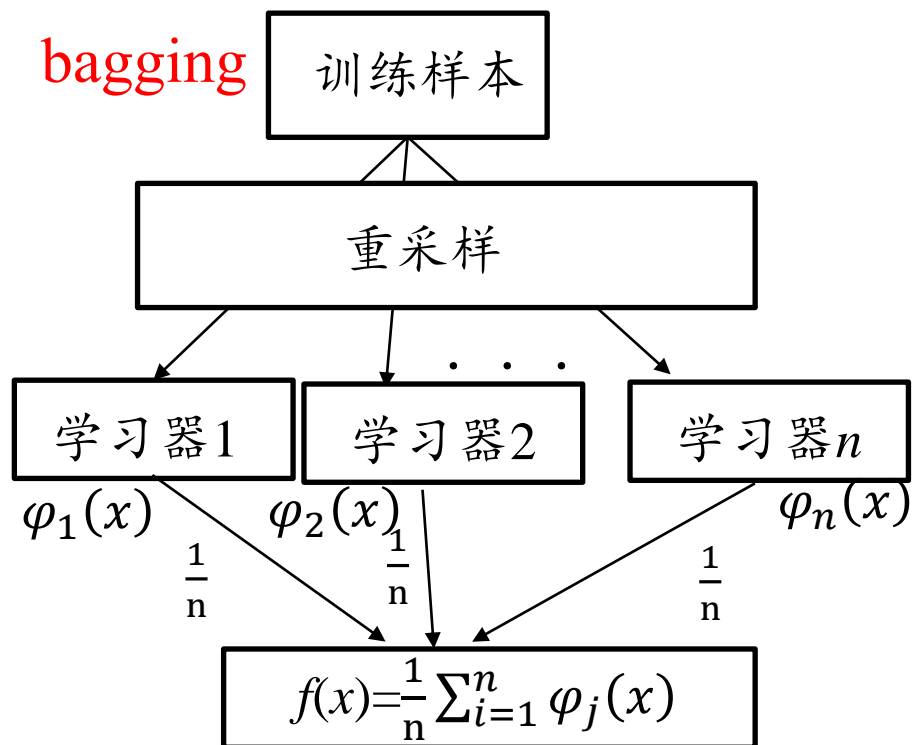 bagging
训练样本
重采样
· · ·
学习器1
学习器2
学习器n
φ₁(x)
φ₂(x)
φₙ(x)
1/n
1/n
1/n
f(x)=1/n ∑ⁿᵢ₌₁ φⱼ(x)